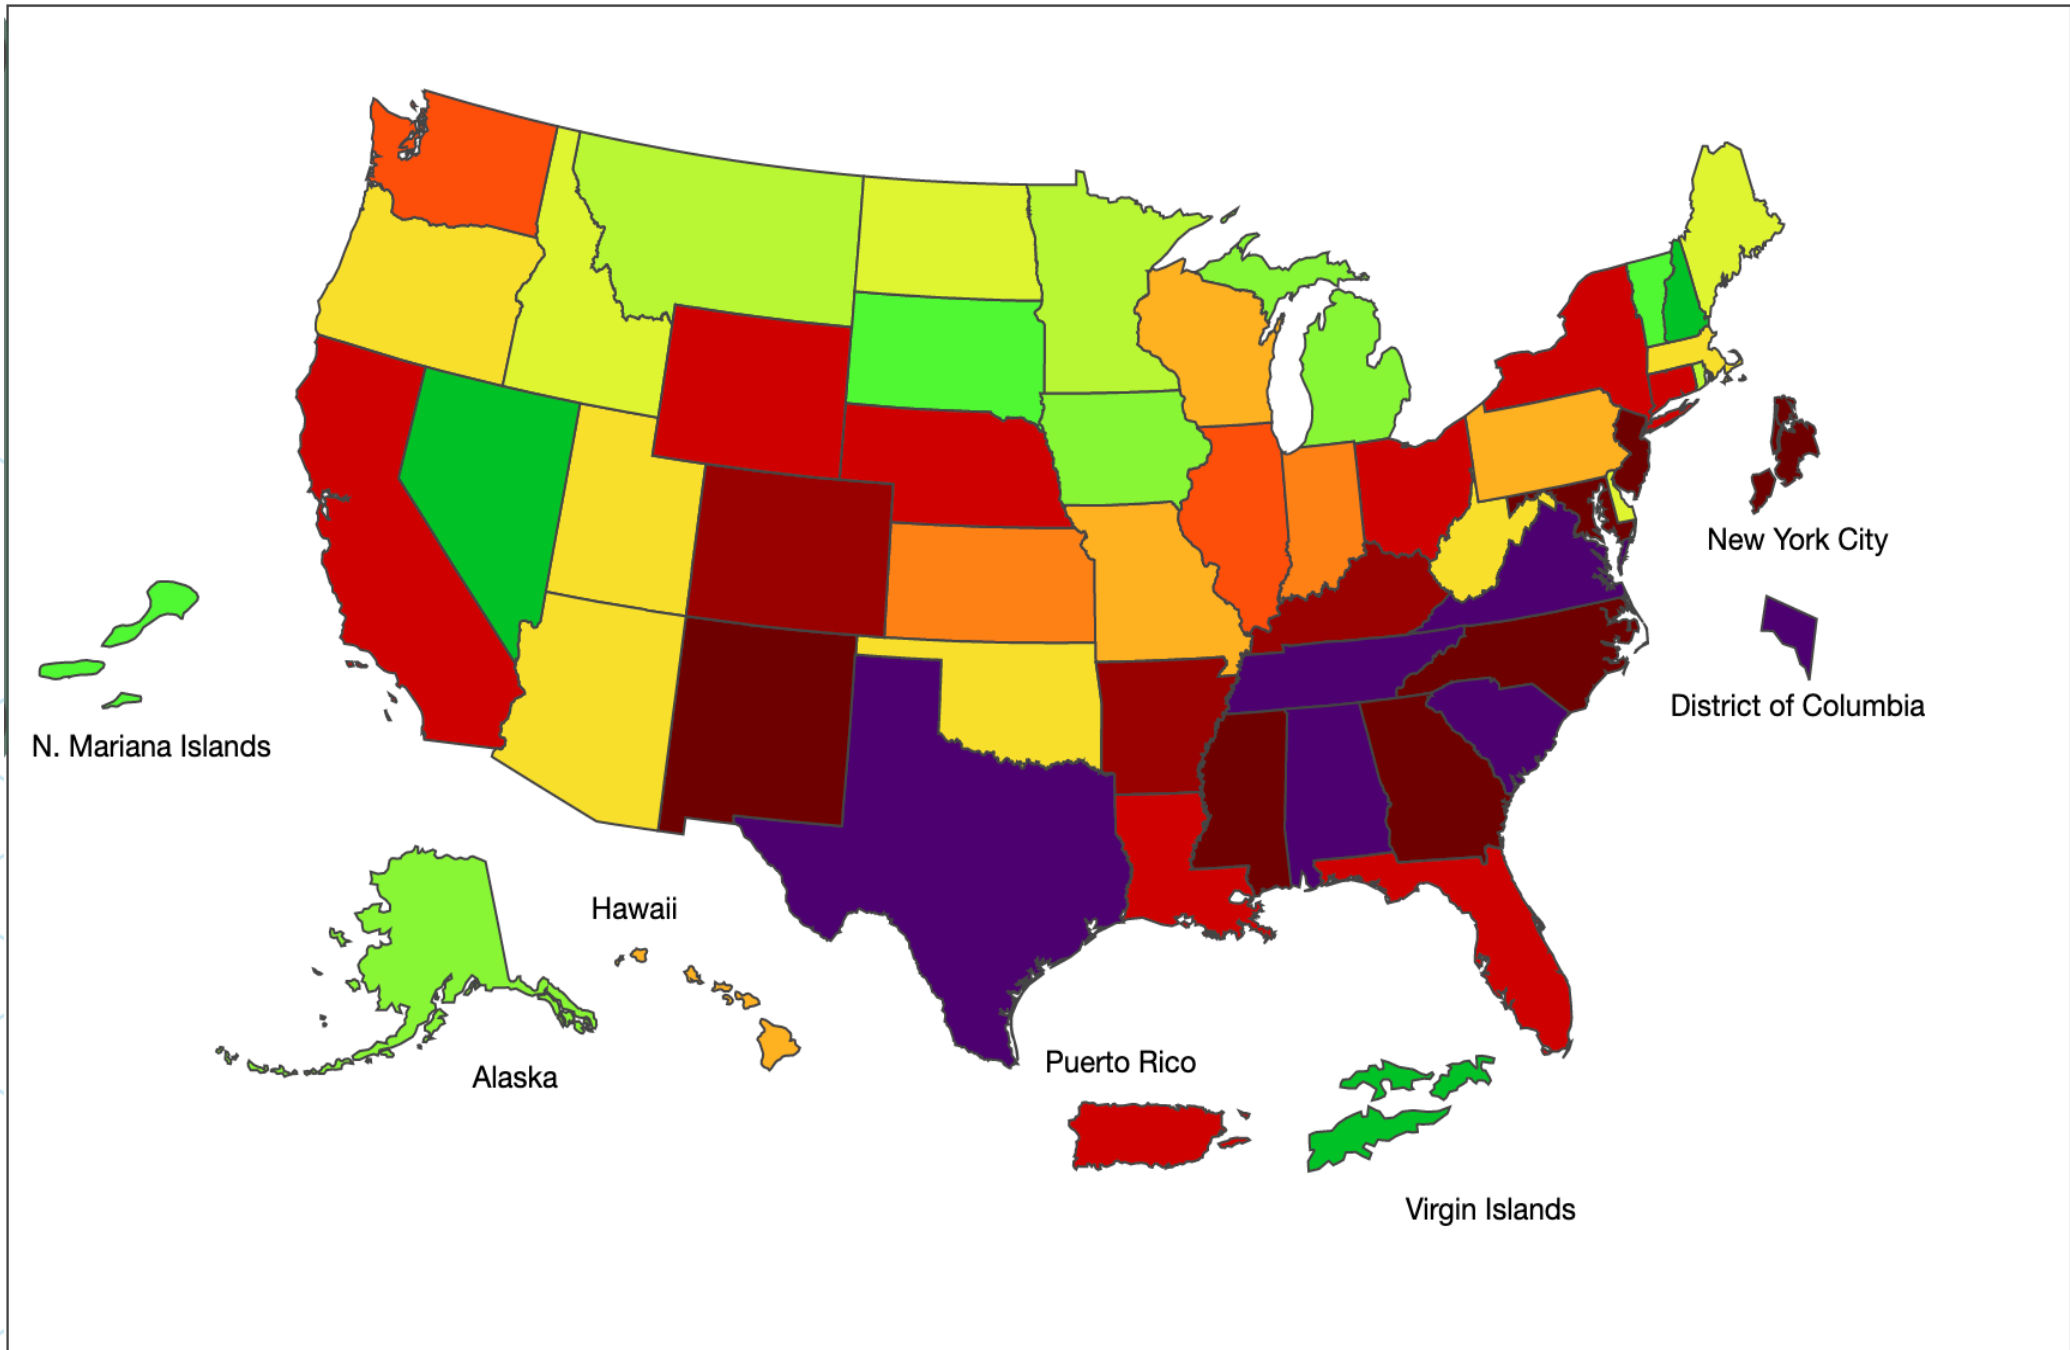 New York City
District of Columbia
N. Mariana Islands
Hawaii
Alaska
Puerto Rico
Virgin Islands